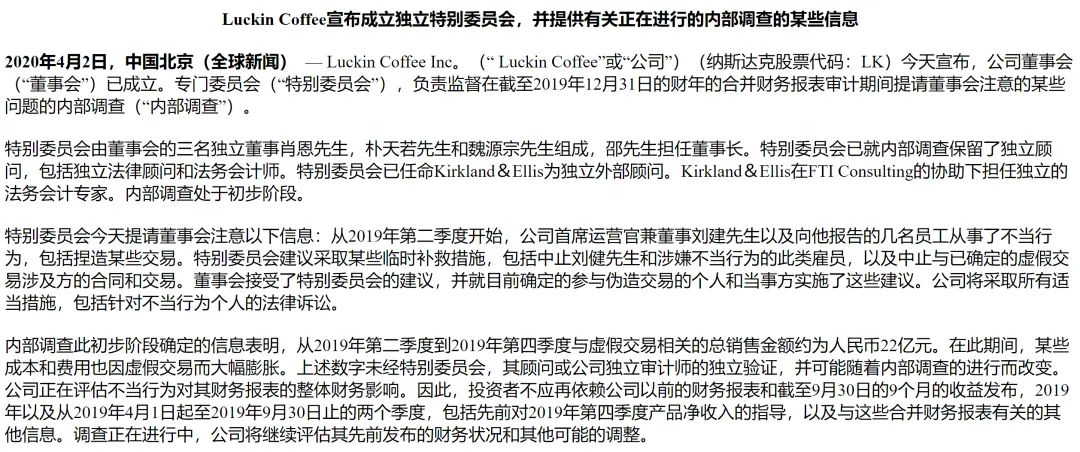 Luckin Coffee宣布成立独立特别委员会，并提供有关正在进行的内部调查的某些信息
2020年4月2日，中国北京（全球新闻） — Luckin Coffee Inc。（“ Luckin Coffee”或“公司”）（纳斯达克股票代码：LK）今天宣布，公司董事会
（“董事会”）已成立。专门委员会（“特别委员会”），负责监督在截至2019年12月31日的财年的合并财务报表审计期间提请董事会注意的某些
问题的内部调查（“内部调查”）。
特别委员会由董事会的三名独立董事肖恩先生，朴天若先生和魏源宗先生组成，邵先生担任董事长。特别委员会已就内部调查保留了独立顾
问，包括独立法律顾问和法务会计师。特别委员会已任命Kirkland＆Ellis为独立外部顾问。Kirkland＆Ellis在FTI Consulting的协助下担任独立的
法务会计专家。内部调查处于初步阶段。
特别委员会今天提请董事会注意以下信息：从2019年第二季度开始，公司首席运营官兼董事刘建先生以及向他报告的几名员工从事了不当行
为，包括捏造某些交易。特别委员会建议采取某些临时补救措施，包括中止刘健先生和涉嫌不当行为的此类雇员，以及中止与已确定的虚假交
易涉及方的合同和交易。董事会接受了特别委员会的建议，并就目前确定的参与伪造交易的个人和当事方实施了这些建议。公司将采取所有适
当措施，包括针对不当行为个人的法律诉讼。
内部调查此初步阶段确定的信息表明，从2019年第二季度到2019年第四季度与虚假交易相关的总销售金额约为人民币22亿元。在此期间，某些
成本和费用也因虚假交易而大幅膨胀。上述数字未经特别委员会，其顾问或公司独立审计师的独立验证，并可能随着内部调查的进行而改变。
公司正在评估不当行为对其财务报表的整体财务影响。因此，投资者不应再依赖公司以前的财务报表和截至9月30日的9个月的收益发布，2019
年以及从2019年4月1日起至2019年9月30日止的两个季度，包括先前对2019年第四季度产品净收入的指导，以及与这些合并财务报表有关的其
他信息。调查正在进行中，公司将继续评估其先前发布的财务状况和其他可能的调整。